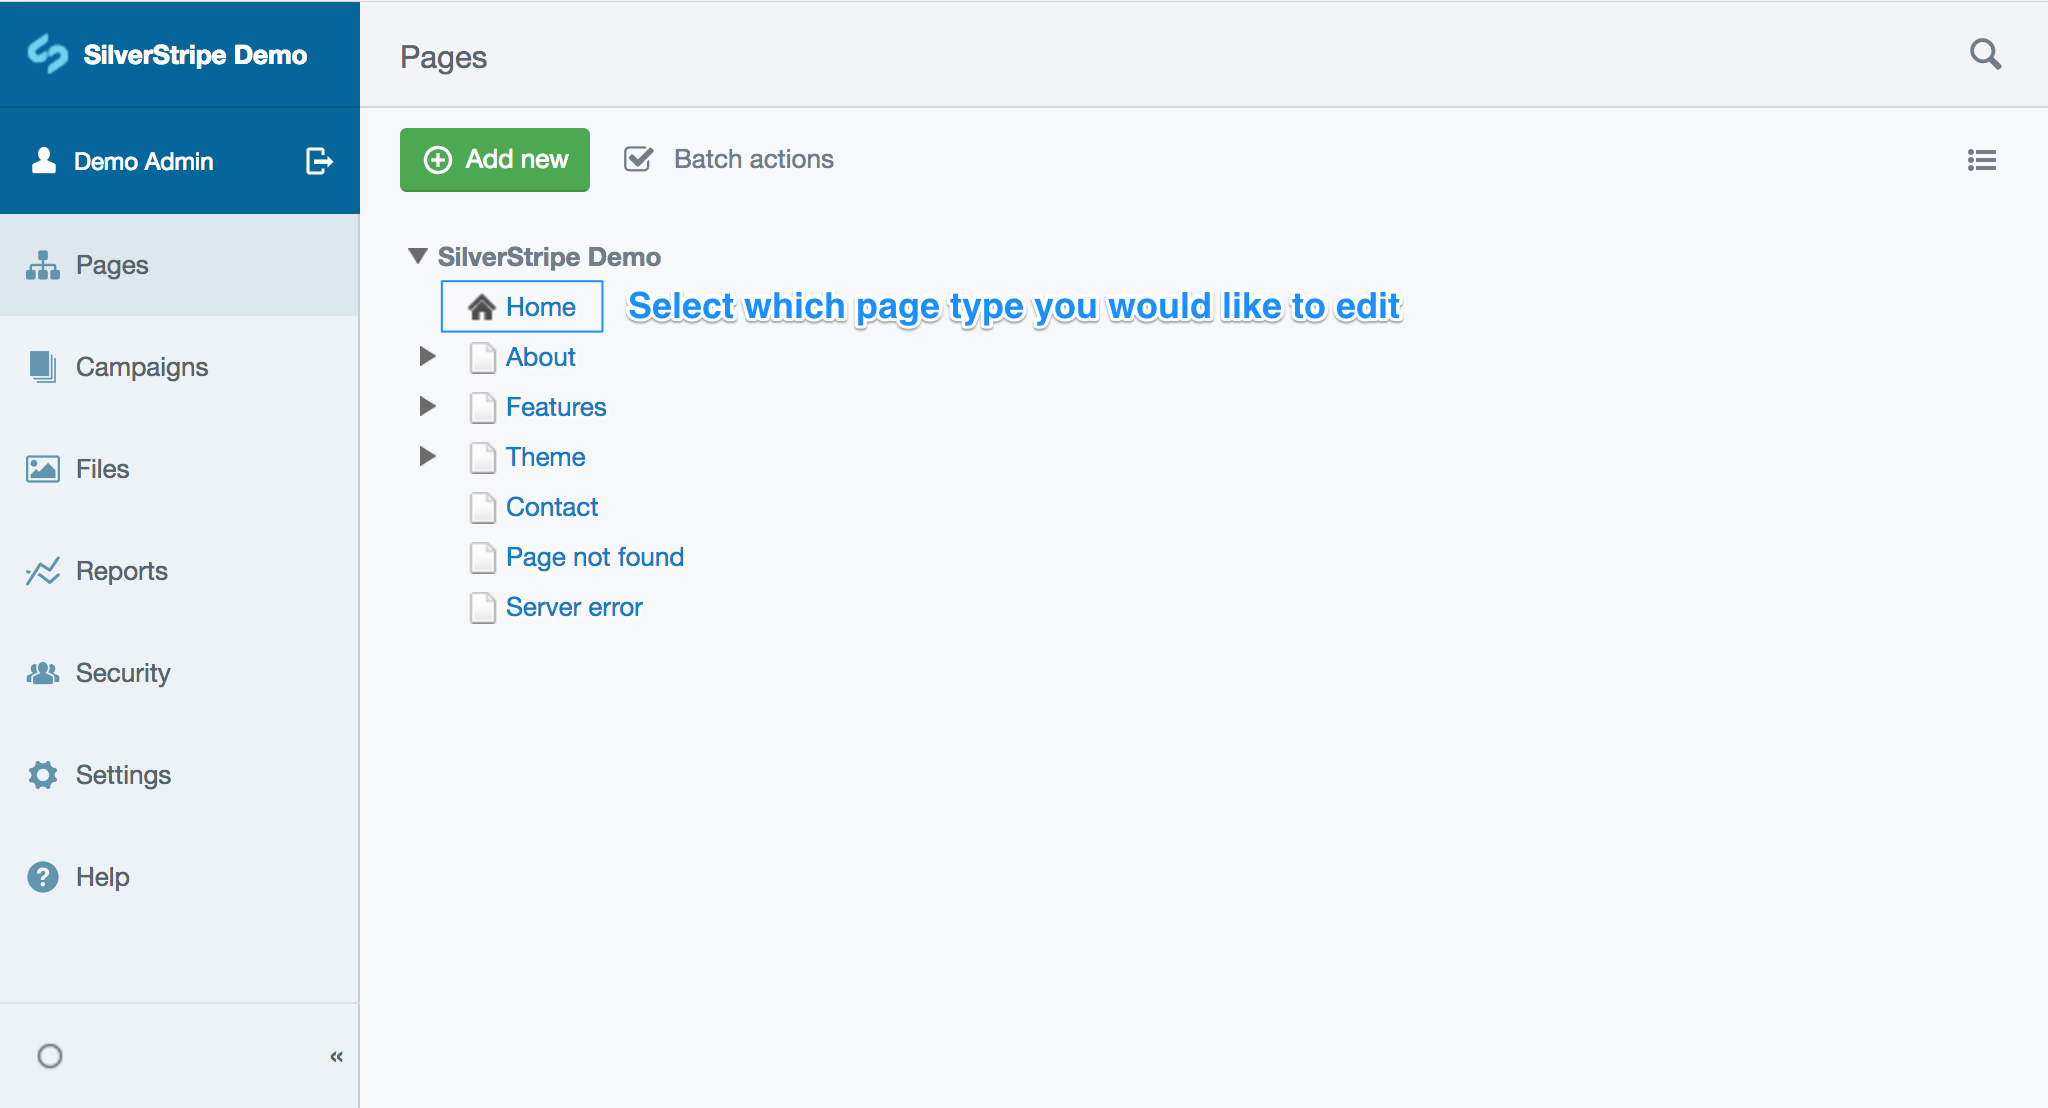 SilverStripe Demo
Pages
Demo Admin
Add new
Batch actions
Pages
Campaigns
Files
Reports
Security
Settings
Help
«
SilverStripe Demo
Home
Select which page type you would like to edit
About
Features
Theme
Contact
Page not found
Server error